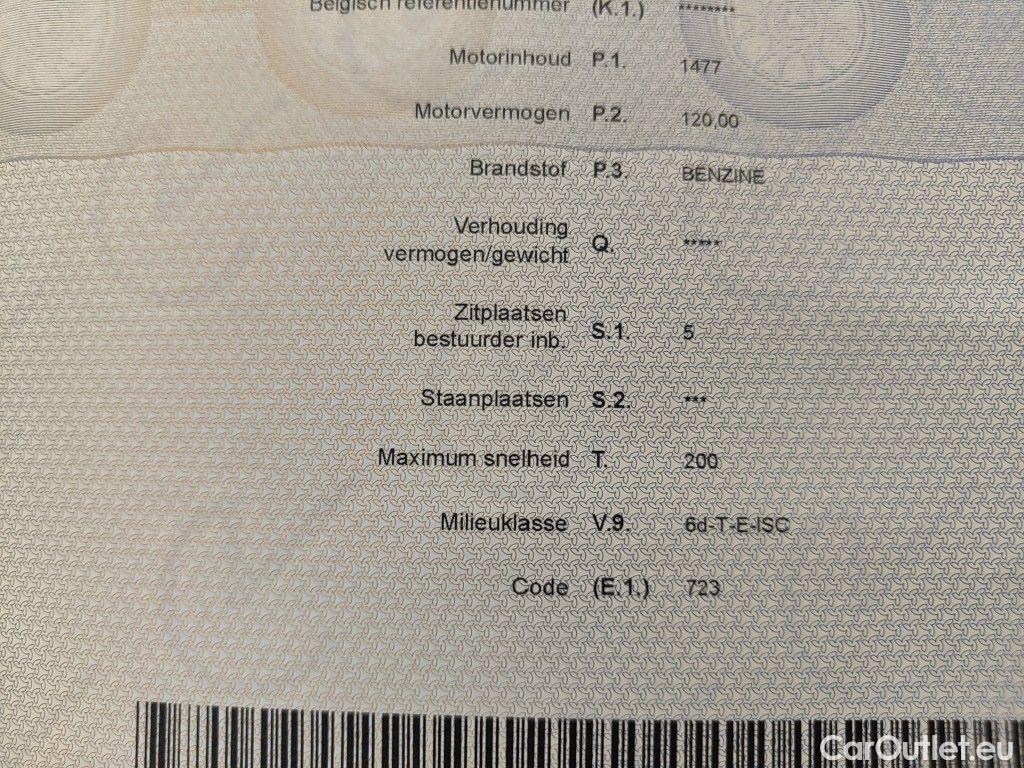 Belgisch referentienummer (K.1.) ********
Motorinhoud P.1. 1477
Motorvermogen P.2. 120,00
Brandstof P.3. BENZINE
Verhouding
vermogen/gewicht Q. *****
Zitplaatsen
bestuurder inb. S.1. 5
Staanplaatsen S.2. ***
Maximum snelheid T. 200
Milieuklasse V.9. 6d-T-E-ISC
Code (E.1.) 723
CarOutlet.eu